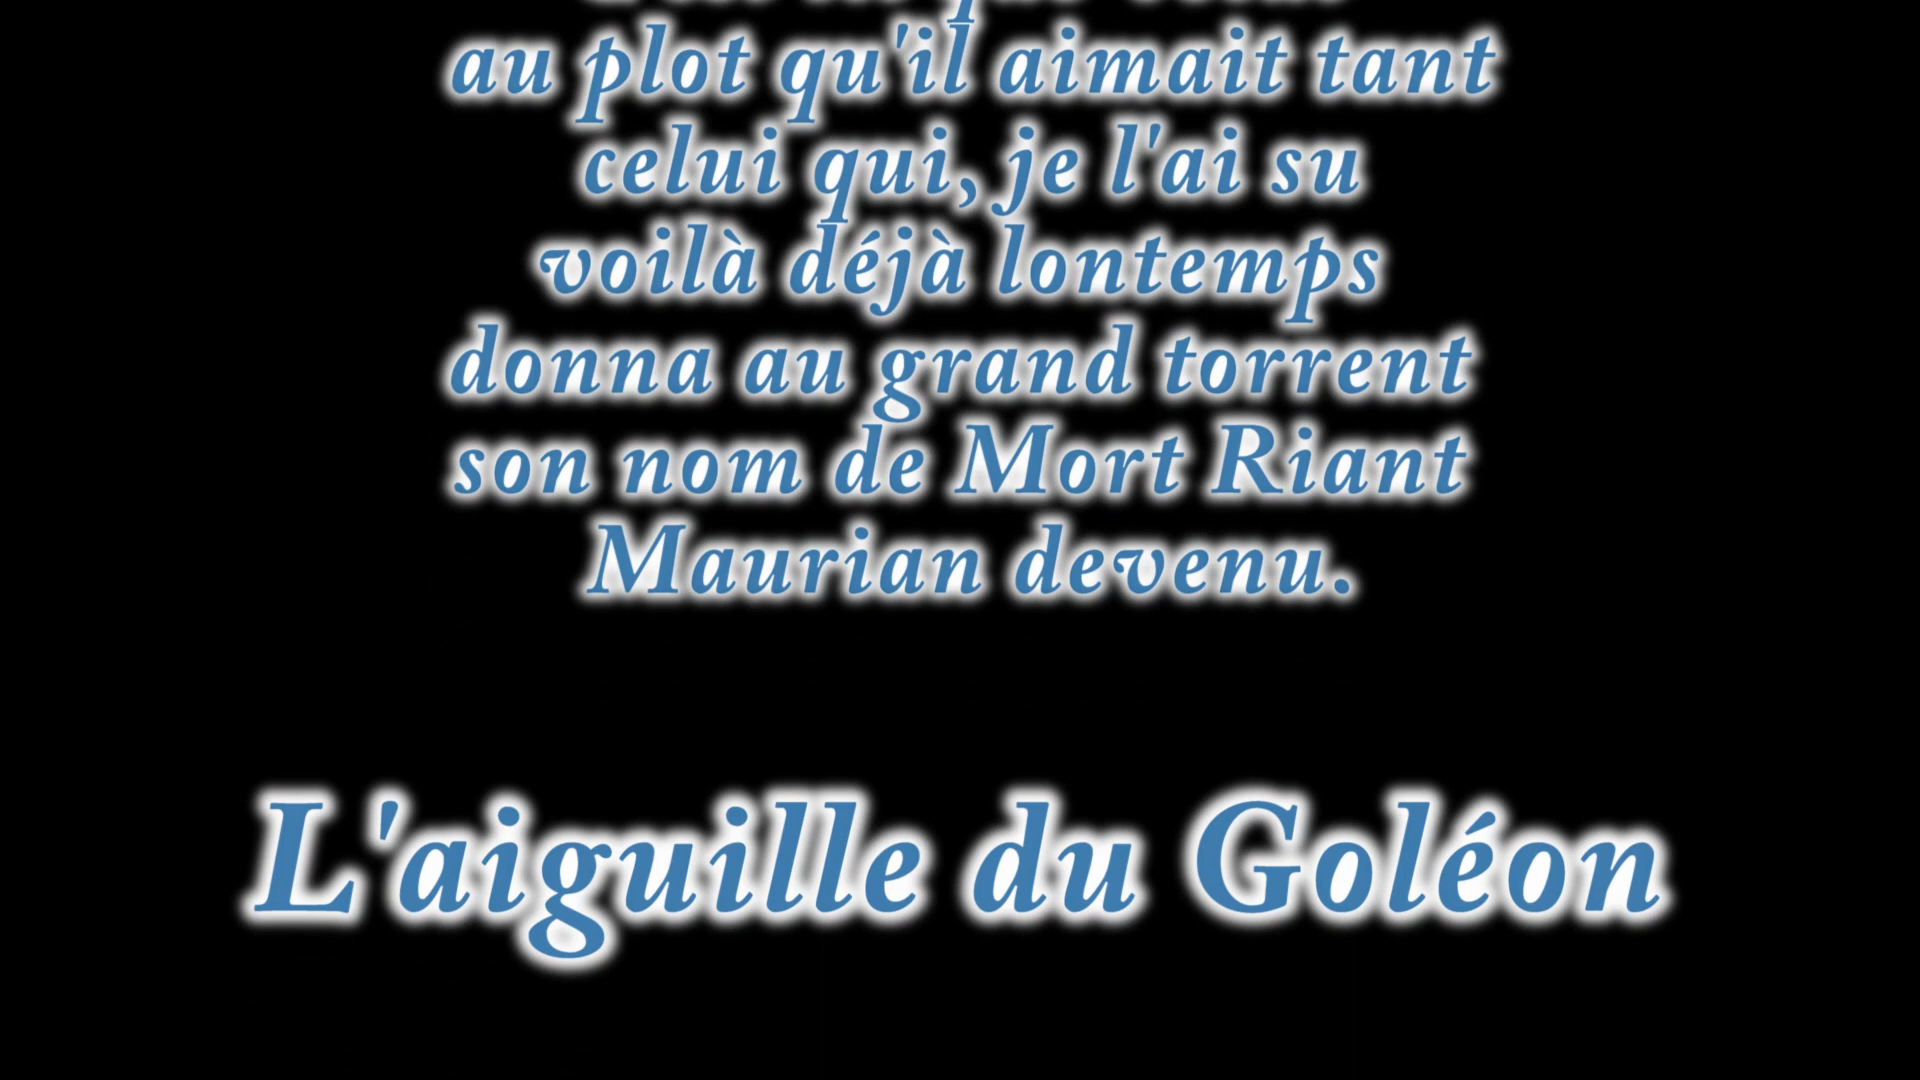 au plot qu'il aimait tant
celui qui, je l'ai su
voilà déjà lontemps
donna au grand torrent
son nom de Mort Riant
Maurian devenu.
L'aiguille du Goléon